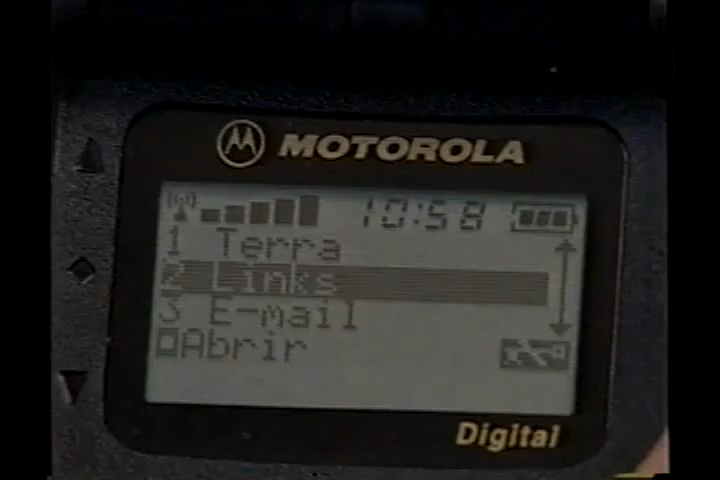 MOTOROLA
10:58
1 Terra
2 Links
3 E-mail
Abrir
Digital